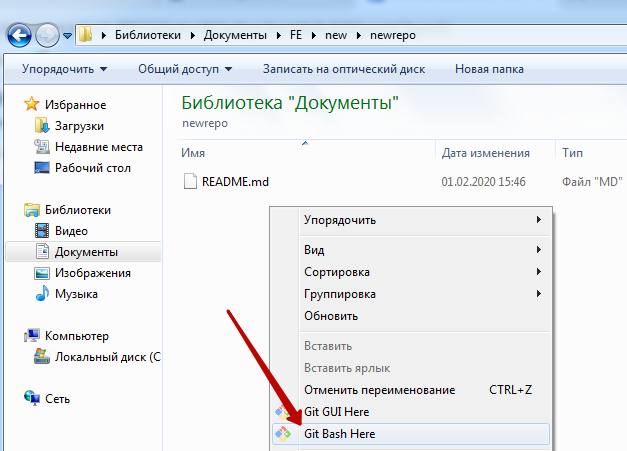 Библиотеки ▸ Документы ▸ FE ▸ new ▸ newrepo
Упорядочить Общий доступ Записать на оптический диск Новая папка
Избранное
Загрузки
Недавние места
Рабочий стол
Библиотеки
Видео
Документы
Изображения
Музыка
Компьютер
Локальный диск (C
Сеть
Библиотека "Документы"
newrepo
Имя Дата изменения Тип
README.md 01.02.2020 15:46 Файл "MD"
Упорядочить
Вид
Сортировка
Группировка
Обновить
Вставить
Вставить ярлык
Отменить переименование CTRL+Z
Git GUI Here
Git Bash Here